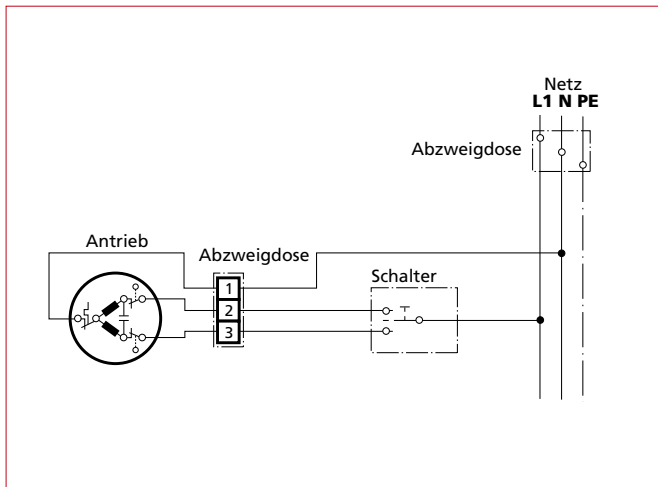 Netz
L1 N PE
Abzweigdose
Antrieb
Abzweigdose
Schalter
1
2
3